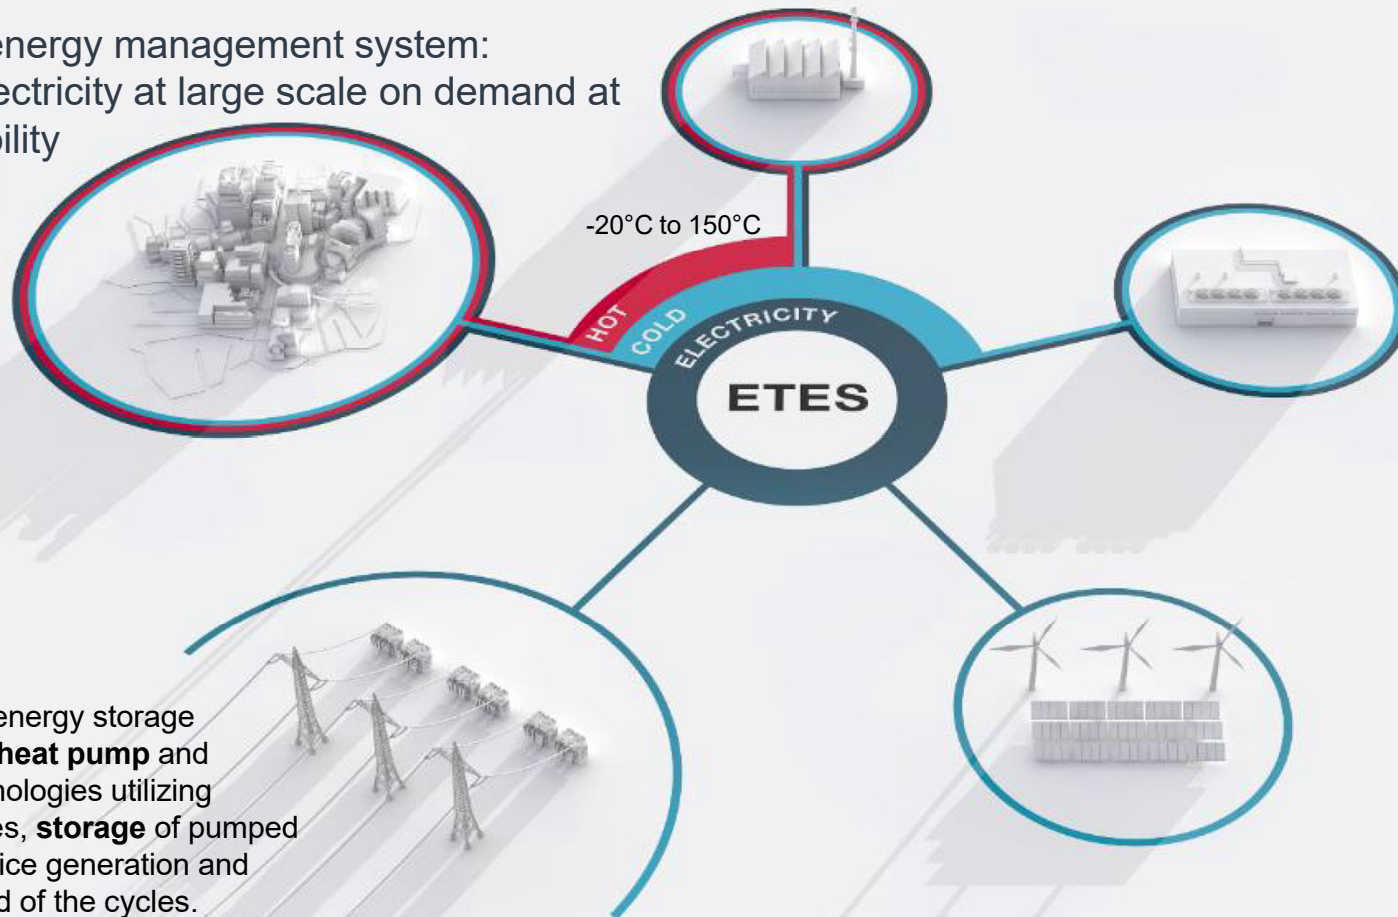 energy management system:
ectricity at large scale on demand at
bility
-20°C to 150°C
HOT
COLD
ELECTRICITY
ETES
energy storage
heat pump and
nologies utilizing
es, storage of pumped
ice generation and
d of the cycles.